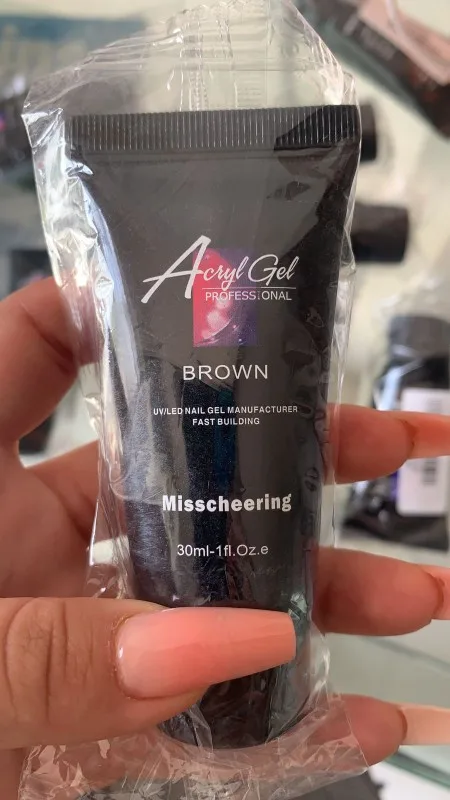 Acryl Gel
PROFESSIONAL
BROWN
UV/LED NAIL GEL MANUFACTURER
FAST BUILDING
Misscheering
30ml-1fl.Oz.e